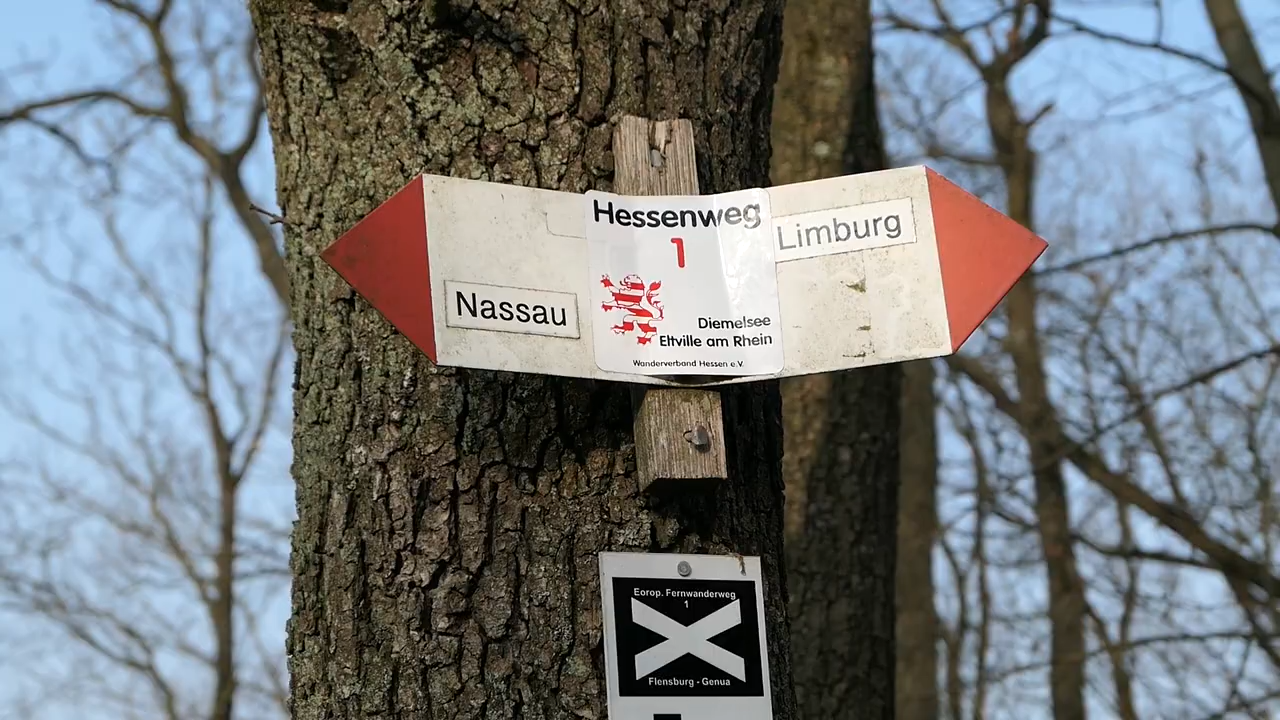 Hessenweg
1
Limburg
Nassau
Diemelsee
Eltville am Rhein
Wanderverband Hessen e.V.
Eorop. Fernwanderweg
1
Flensburg - Genua